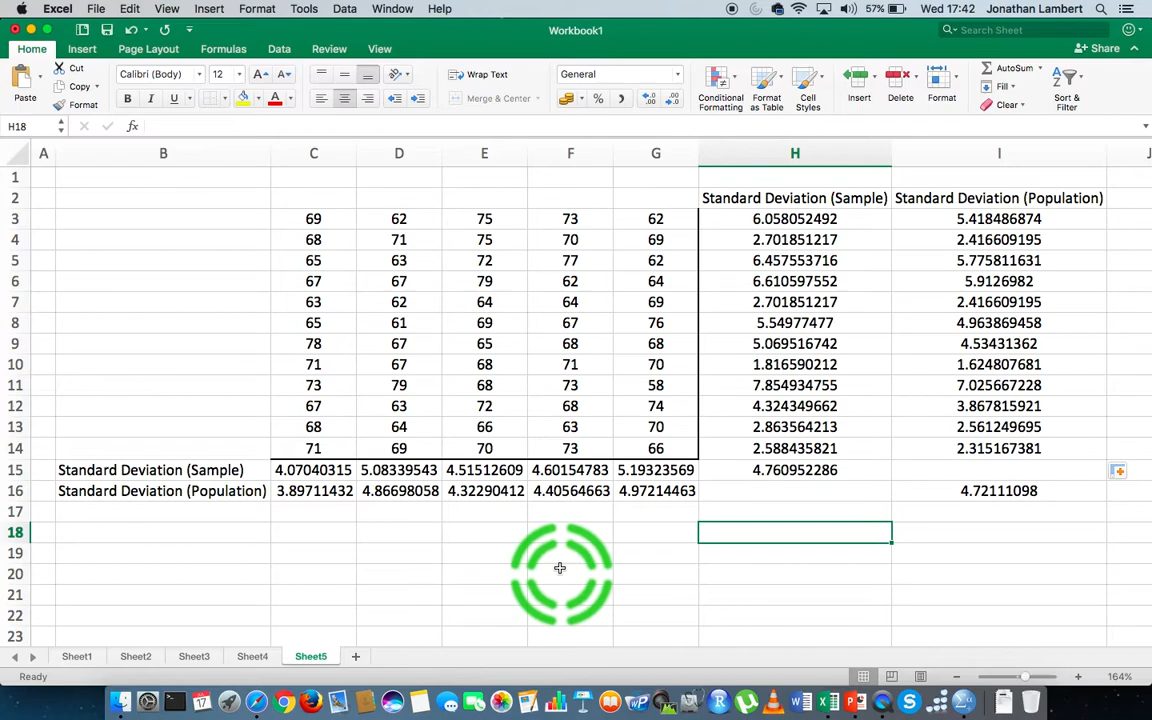 Excel File Edit View Insert Format Tools Data Window Help 57% Wed 17:42 Jonathan Lambert
Workbook1 Search Sheet
Home Insert Page Layout Formulas Data Review View Share
Paste Cut Copy Format
Calibri (Body) 12 A A
B I U A
Wrap Text
Merge & Center
General
%
Conditional Formatting
Format as Table
Cell Styles
Insert Delete Format
AutoSum
Fill
Clear
Sort & Filter
H18 fx
A B C D E F G H I J
1
2 Standard Deviation (Sample) Standard Deviation (Population)
3 69 62 75 73 62 6.058052492 5.418486874
4 68 71 75 70 69 2.701851217 2.416609195
5 65 63 72 77 62 6.457553716 5.775811631
6 67 67 79 62 64 6.610597552 5.9126982
7 63 62 64 64 69 2.701851217 2.416609195
8 65 61 69 67 76 5.54977477 4.963869458
9 78 67 65 68 68 5.069516742 4.53431362
10 71 67 68 71 70 1.816590212 1.624807681
11 73 79 68 73 58 7.854934755 7.025667228
12 67 63 72 68 74 4.324349662 3.867815921
13 68 64 66 63 70 2.863564213 2.561249695
14 71 69 70 73 66 2.588435821 2.315167381
15 Standard Deviation (Sample) 4.07040315 5.08339543 4.51512609 4.60154783 5.19323569 4.760952286
16 Standard Deviation (Population) 3.89711432 4.86698058 4.32290412 4.40564663 4.97214463 4.72111098
17
18
19
20
21
22
23
Sheet1 Sheet2 Sheet3 Sheet4 Sheet5
Ready 164%